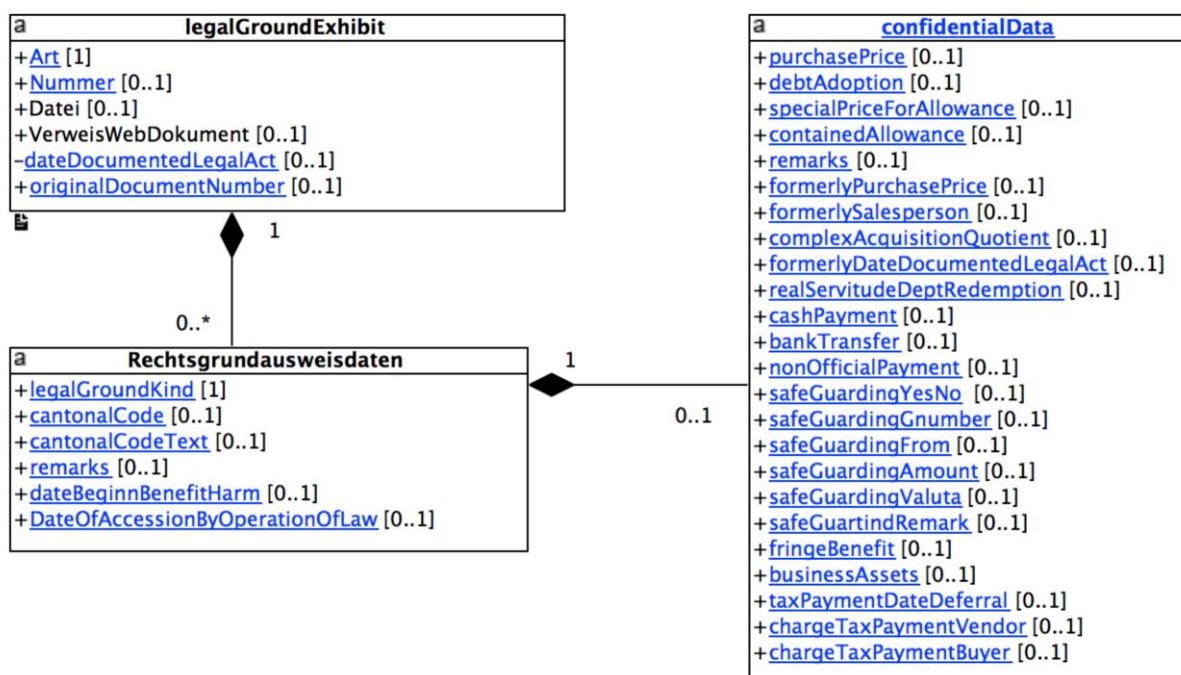 a legalGroundExhibit
+Art [1]
+Nummer [0..1]
+Datei [0..1]
+VerweisWebDokument [0..1]
-dateDocumentedLegalAct [0..1]
+originalDocumentNumber [0..1]
1
0..*
a Rechtsgrundausweisdaten
+legalGroundKind [1]
+cantonalCode [0..1]
+cantonalCodeText [0..1]
+remarks [0..1]
+dateBeginnBenefitHarm [0..1]
+DateOfAccessionByOperationOfLaw [0..1]
1
0..1
a confidentialData
+purchasePrice [0..1]
+debtAdoption [0..1]
+specialPriceForAllowance [0..1]
+containedAllowance [0..1]
+remarks [0..1]
+formerlyPurchasePrice [0..1]
+formerlySalesperson [0..1]
+complexAcquisitionQuotient [0..1]
+formerlyDateDocumentedLegalAct [0..1]
+realServitudeDeptRedemption [0..1]
+cashPayment [0..1]
+bankTransfer [0..1]
+nonOfficialPayment [0..1]
+safeGuardingYesNo [0..1]
+safeGuardingGnumber [0..1]
+safeGuardingFrom [0..1]
+safeGuardingAmount [0..1]
+safeGuardingValuta [0..1]
+safeGuartindRemark [0..1]
+fringeBenefit [0..1]
+businessAssets [0..1]
+taxPaymentDateDeferral [0..1]
+chargeTaxPaymentVendor [0..1]
+chargeTaxPaymentBuyer [0..1]